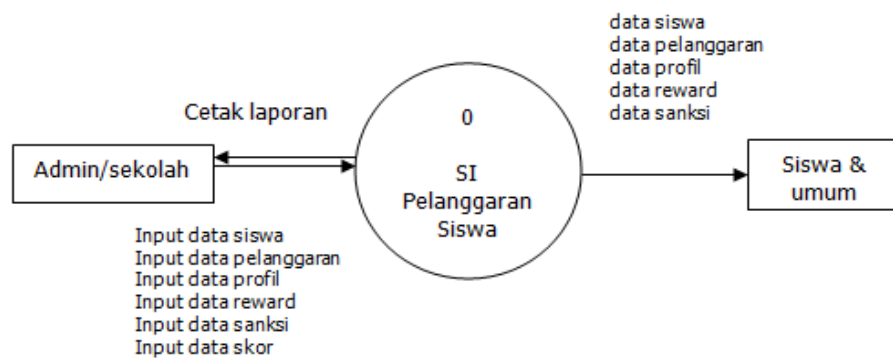 data siswa
data pelanggaran
data profil
data reward
data sanksi
Cetak laporan
0
Admin/sekolah
SI
Pelanggaran
Siswa
Siswa &
umum
Input data siswa
Input data pelanggaran
Input data profil
Input data reward
Input data sanksi
Input data skor